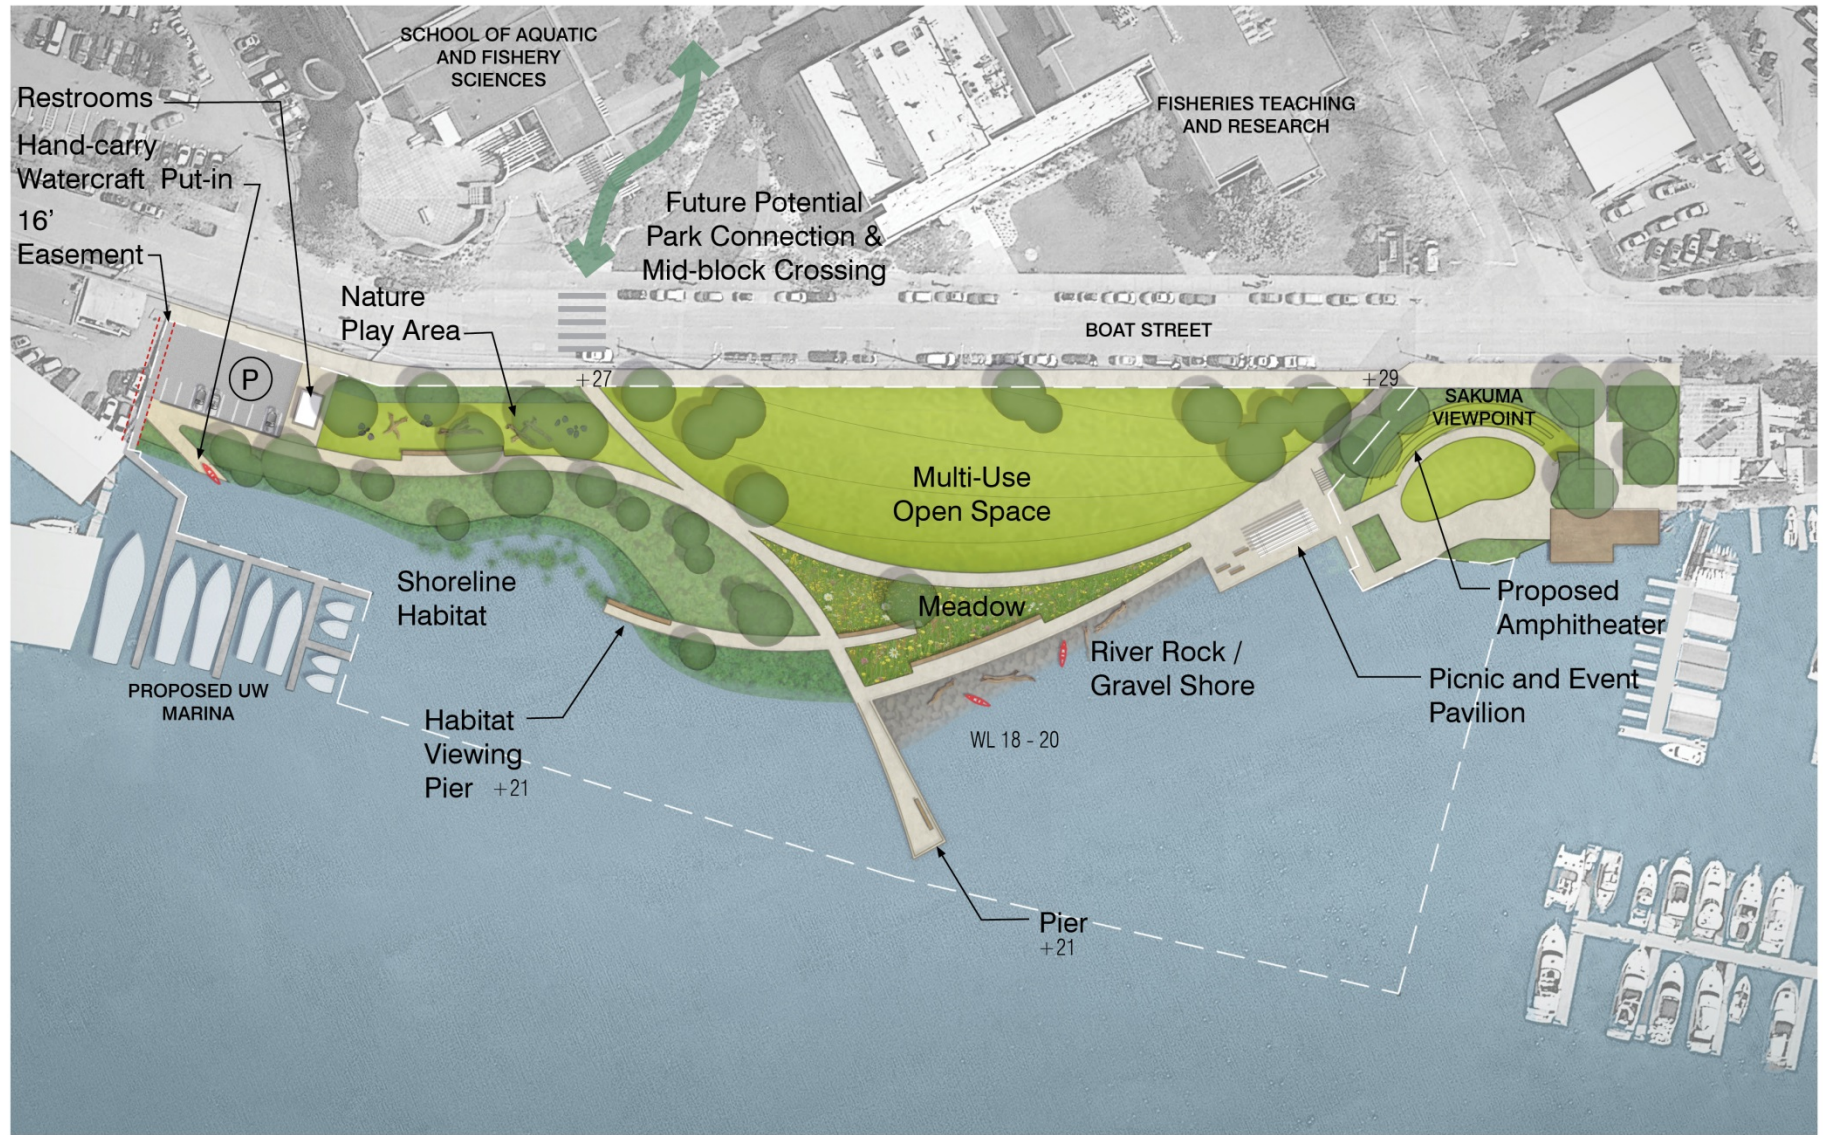 SCHOOL OF AQUATIC
AND FISHERY
SCIENCES
Restrooms
Hand-carry
Watercraft Put-in
16’
Easement
FISHERIES TEACHING
AND RESEARCH
Future Potential
Park Connection &
Mid-block Crossing
Nature
Play Area
BOAT STREET
P
+27
+29
SAKUMA
VIEWPOINT
Multi-Use
Open Space
Shoreline
Habitat
Meadow
Proposed
Amphitheater
River Rock /
Gravel Shore
Picnic and Event
Pavilion
PROPOSED UW
MARINA
Habitat
Viewing
Pier +21
WL 18 - 20
Pier
+21